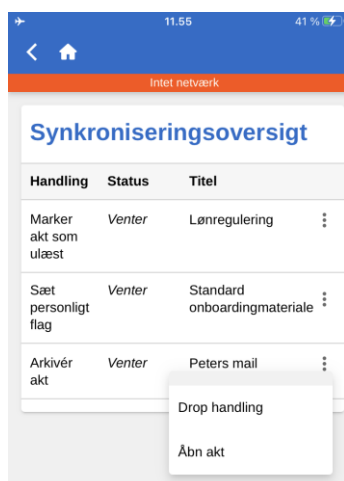 11.55 41 %
Intet netværk
Synkroniseringsoversigt
Handling Status Titel
Marker Venter Lønregulering
akt som
ulæst
Sæt Venter Standard
personligt onboardingmateriale
flag
Arkivér Venter Peters mail
akt
Drop handling
Åbn akt